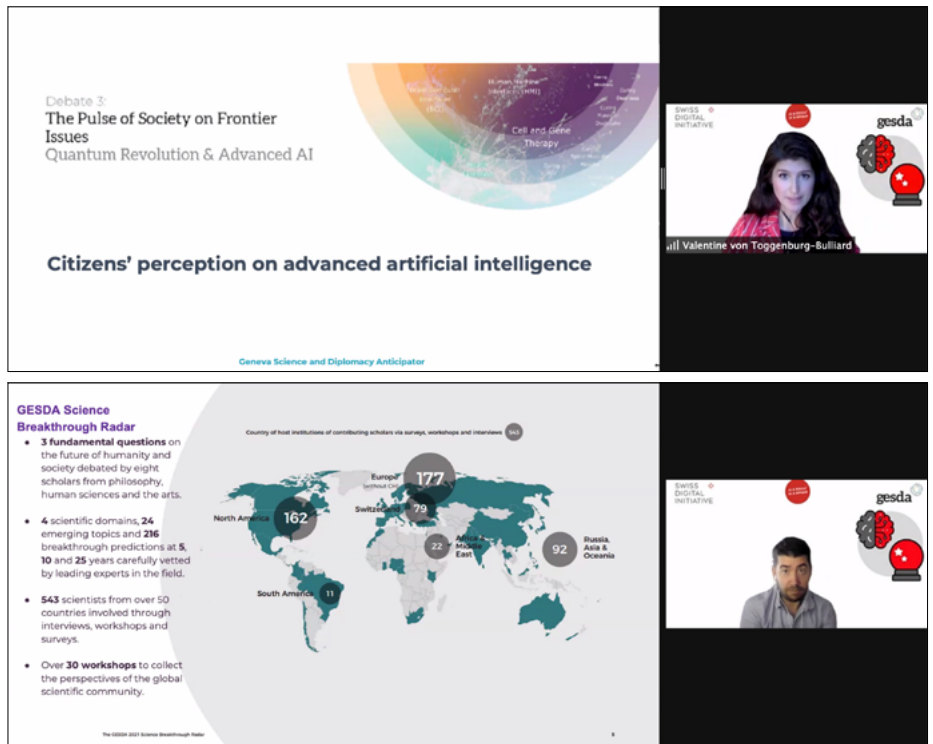 Debate 3:
The Pulse of Society on Frontier
Issues
Quantum Revolution & Advanced AI
Cell and Gene
Therapy
Citizens' perception on advanced artificial intelligence
Geneva Science and Diplomacy Anticipator
SWISS
DIGITAL
INITIATIVE
gesda
Valentine von Toggenburg-Bulliard
GESDA Science
Breakthrough Radar
• 3 fundamental questions on
the future of humanity and
society debated by eight
scholars from philosophy,
human sciences and the arts.
• 4 scientific domains, 24
emerging topics and 216
breakthrough predictions at 5,
10 and 25 years carefully vetted
by leading experts in the field.
• 543 scientists from over 50
countries involved through
interviews, workshops and
surveys.
• Over 30 workshops to collect
the perspectives of the global
scientific community.
Country of host institutions of contributing scholars via surveys, workshops and interviews 543
Europe
(without CH)
177
Switzerland 79
North America 162
22 Africa &
Middle
East
92 Russia,
Asia &
Oceania
South America 11
The GESDA 2021 Science Breakthrough Radar
SWISS
DIGITAL
INITIATIVE
gesda